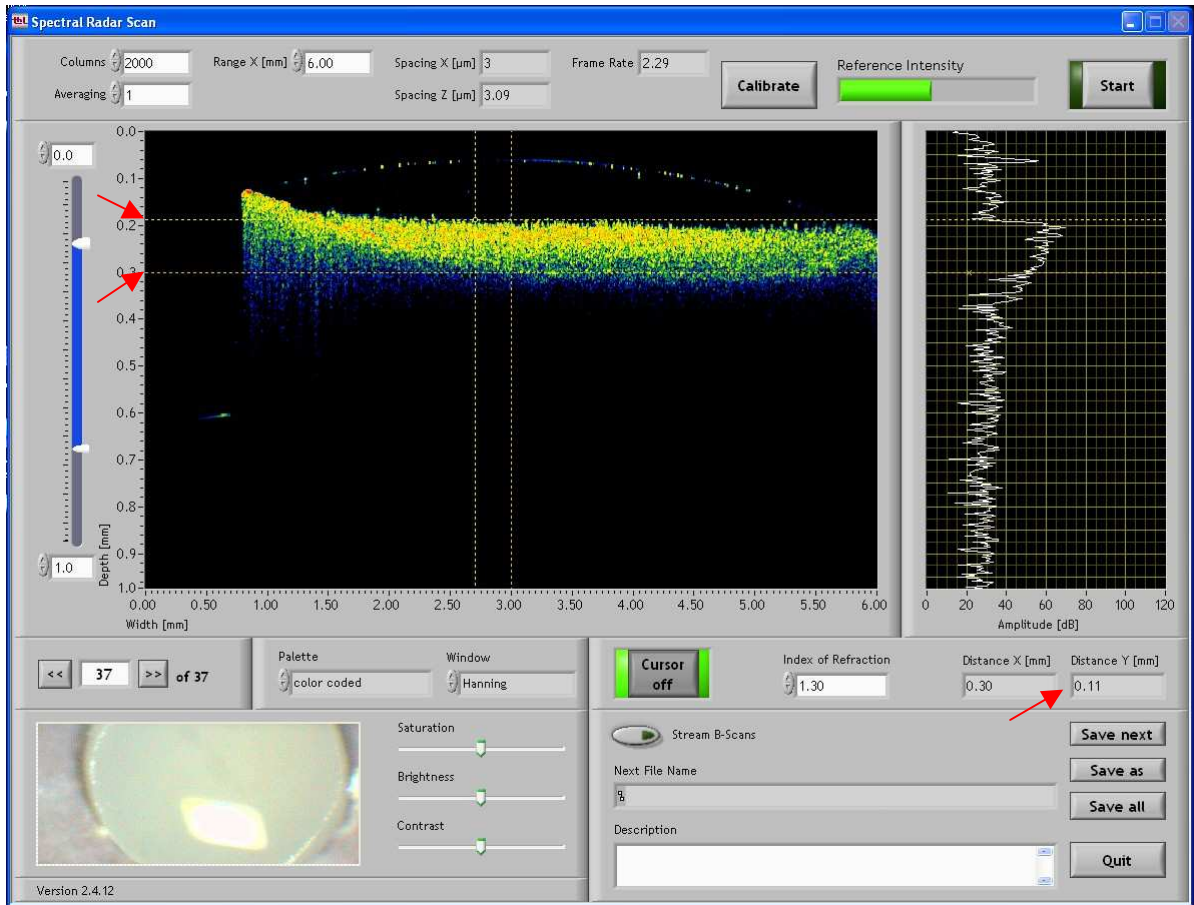 tbL Spectral Radar Scan
Columns 2000 Range X [mm] 6.00 Spacing X [µm] 3 Frame Rate 2.29 Reference Intensity
Calibrate Start
Averaging 1 Spacing Z [µm] 3.09
0.0
0.0
0.1
0.2
0.3
0.4
0.5
0.6
0.7
0.8
0.9
1.0
1.0
Depth [mm]
0.00 0.50 1.00 1.50 2.00 2.50 3.00 3.50 4.00 4.50 5.00 5.50 6.00
Width [mm]
0 20 40 60 80 100 120
Amplitude [dB]
<< 37 >> of 37
Palette Window
color coded Hanning
Cursor off
Index of Refraction Distance X [mm] Distance Y [mm]
1.30 0.30 0.11
Saturation
Brightness
Contrast
Stream B-Scans
Next File Name
Description
Save next
Save as
Save all
Quit
Version 2.4.12